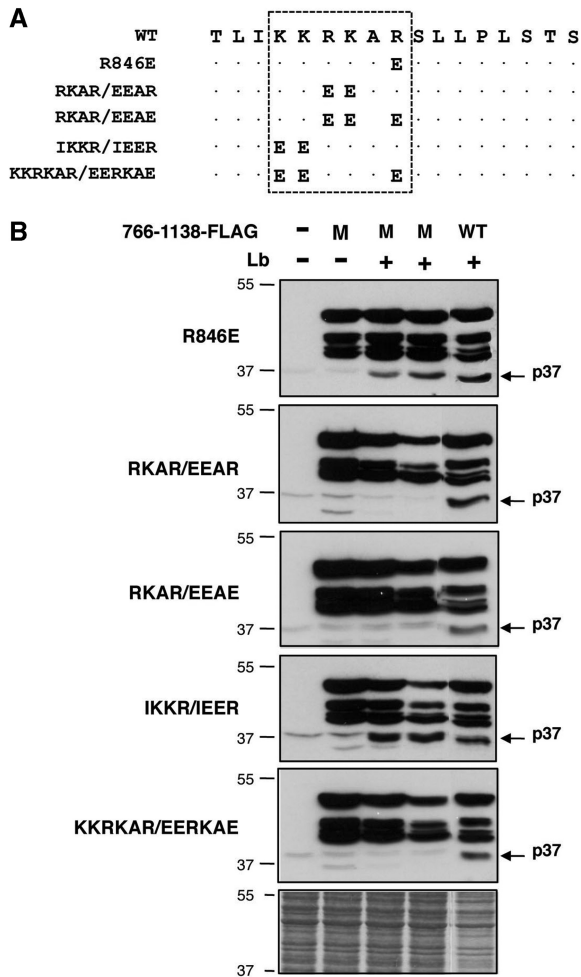 A
WT T L I K K R K A R S L L P L S T S
R846E . . . . . . . . E . . . . . . . . .
RKAR/EEAR . . . . . E E . . . . . . . . . . .
RKAR/EEAE . . . . . E E . E . . . . . . . . .
IKKR/IEER . . . E E . . . . . . . . . . . . .
KKRKAR/EERKAE . . . E E . . . E . . . . . . . . .
B
766-1138-FLAG - M M M WT
Lb - - + + +
55
R846E
37
p37
55
RKAR/EEAR
37
p37
55
RKAR/EEAE
37
p37
55
IKKR/IEER
37
p37
55
KKRKAR/EERKAE
37
p37
55
37